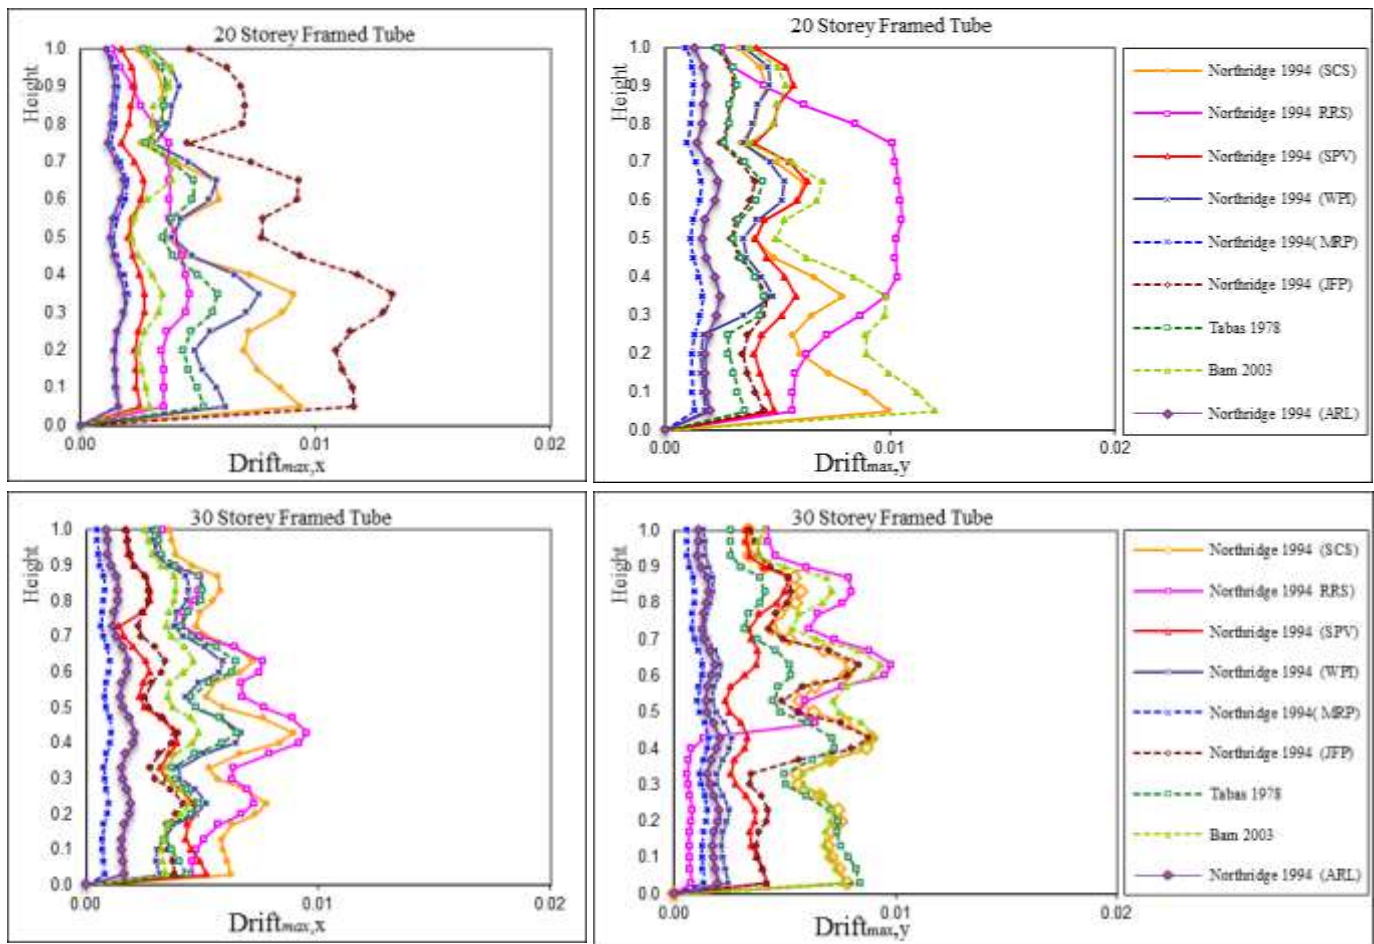 20 Storey Framed Tube
Height
1.0
0.9
0.8
0.7
0.6
0.5
0.4
0.3
0.2
0.1
0.0
0.00
0.01
0.02
Drift max,x
20 Storey Framed Tube
Height
1.0
0.9
0.8
0.7
0.6
0.5
0.4
0.3
0.2
0.1
0.0
0.00
0.01
0.02
Drift max,y
Northridge 1994 (SCS)
Northridge 1994 RRS)
Northridge 1994 (SPV)
Northridge 1994 (WPI)
Northridge 1994( MRP)
Northridge 1994 (JFP)
Tabas 1978
Bam 2003
Northridge 1994 (ARL)
30 Storey Framed Tube
Height
1.0
0.9
0.8
0.7
0.6
0.5
0.4
0.3
0.2
0.1
0.0
0.00
0.01
0.02
Drift max,x
30 Storey Framed Tube
Height
1.0
0.9
0.8
0.7
0.6
0.5
0.4
0.3
0.2
0.1
0.0
0.00
0.01
0.02
Drift max,y
Northridge 1994 (SCS)
Northridge 1994 RRS)
Northridge 1994 (SPV)
Northridge 1994 (WPI)
Northridge 1994( MRP)
Northridge 1994 (JFP)
Tabas 1978
Bam 2003
Northridge 1994 (ARL)